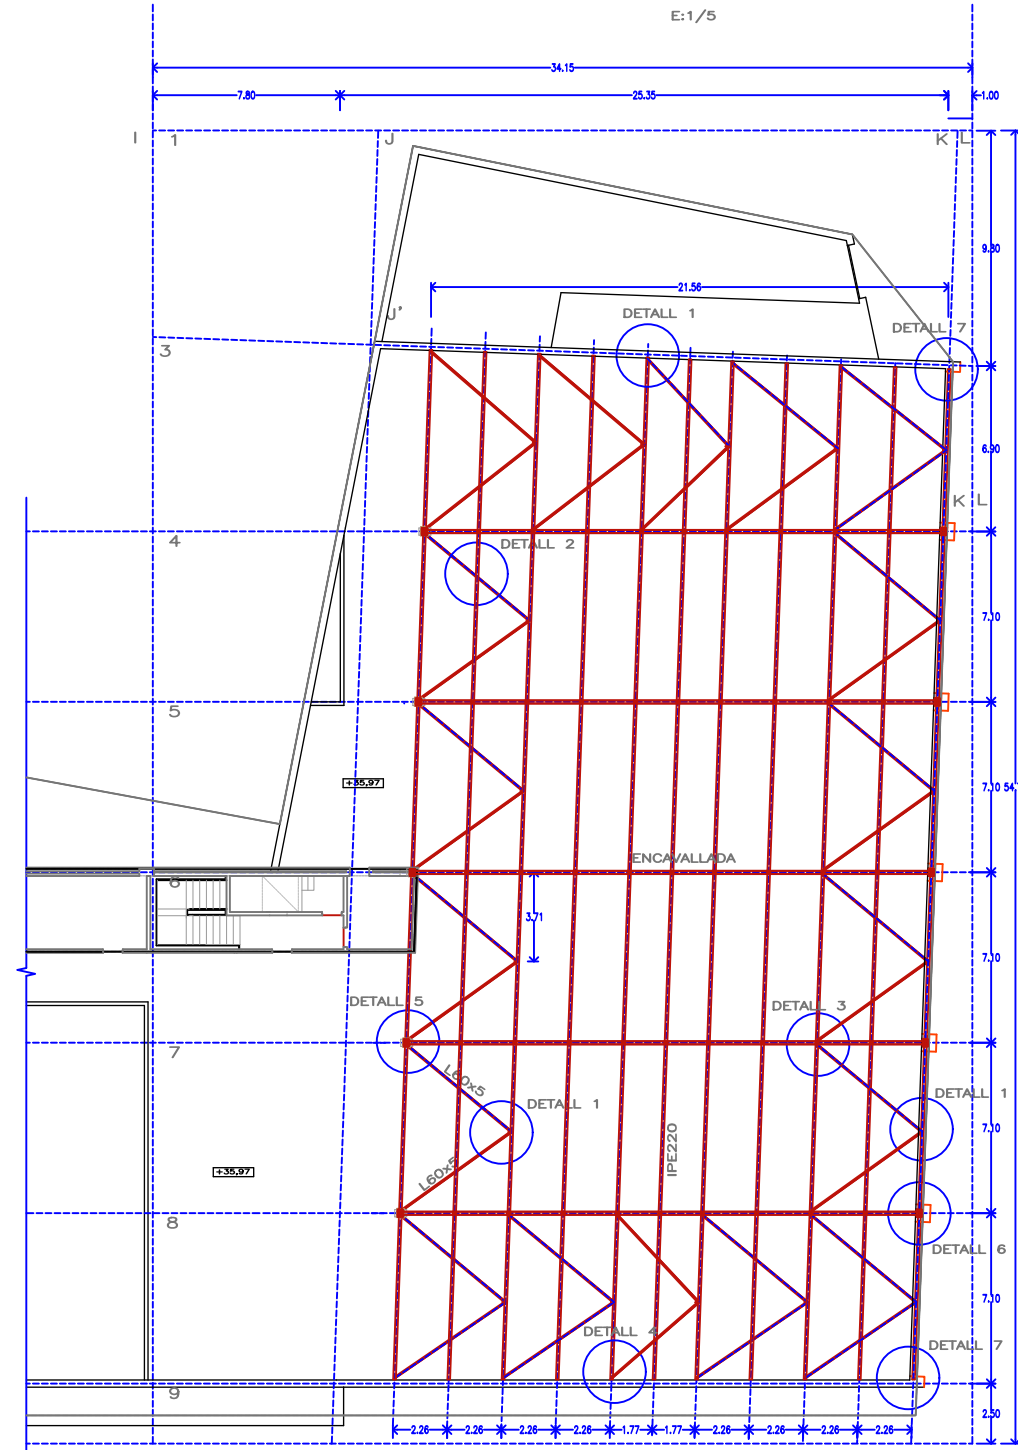 E:1/5
34.15
7.80 25.35 1.00
I 1 J K L
9.80
21.56
J' DETALL 1
DETALL 7
3
6.90
K L
4 DETALL 2
7.10
5
+35,97
7.10 54.
ENCAVALLADA
6
3.71
7.10
DETALL 5 DETALL 3
7
L60x5
DETALL 1 DETALL 1
7.10
IPE220
L60x5
+35,97
8
DETALL 6
7.10
DETALL 4
DETALL 7
9
2.50
2.26 2.26 2.26 2.26 1.77 1.77 2.26 2.26 2.26 2.26